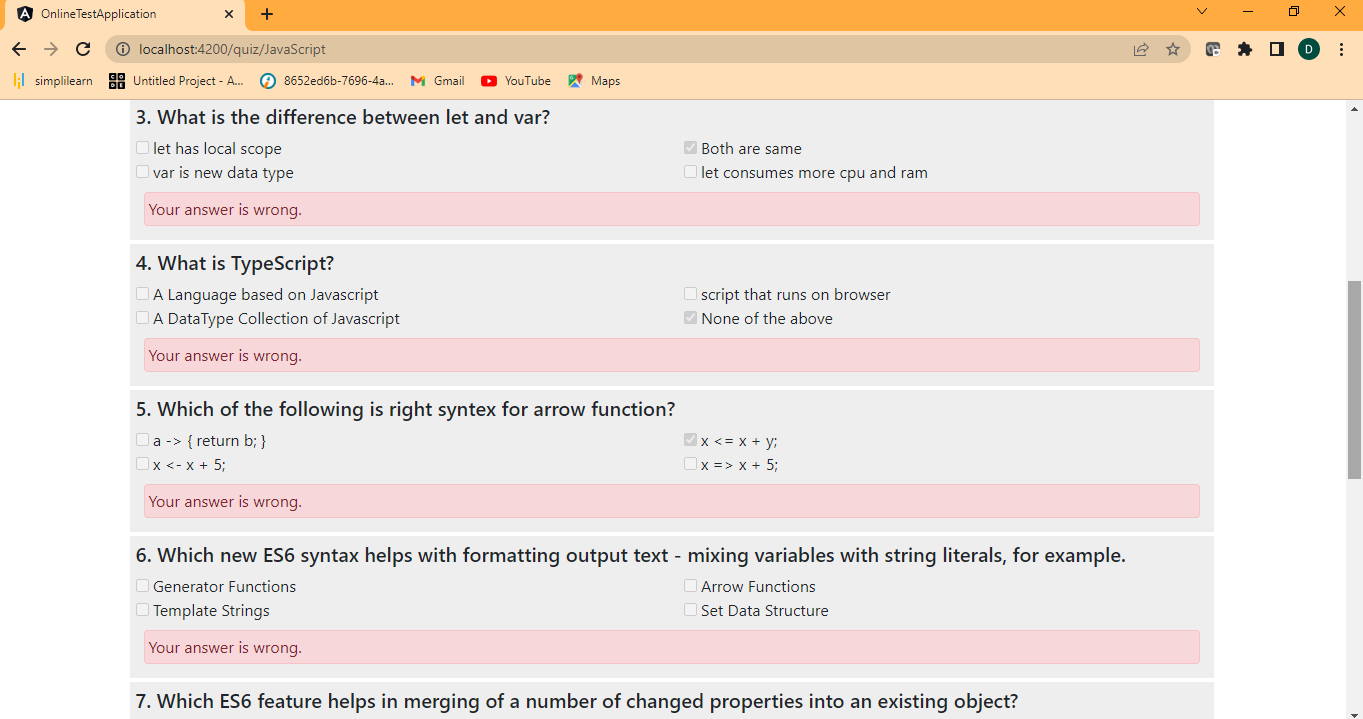 OnlineTestApplication
localhost:4200/quiz/JavaScript
D
simplilearn
CODE
Untitled Project - A...
8652ed6b-7696-4a...
Gmail
YouTube
Maps
3. What is the difference between let and var?
let has local scope
Both are same
var is new data type
let consumes more cpu and ram
Your answer is wrong.
4. What is TypeScript?
A Language based on Javascript
script that runs on browser
A DataType Collection of Javascript
None of the above
Your answer is wrong.
5. Which of the following is right syntex for arrow function?
a -> { return b; }
x <= x + y;
x <- x + 5;
x => x + 5;
Your answer is wrong.
6. Which new ES6 syntax helps with formatting output text - mixing variables with string literals, for example.
Generator Functions
Arrow Functions
Template Strings
Set Data Structure
Your answer is wrong.
7. Which ES6 feature helps in merging of a number of changed properties into an existing object?